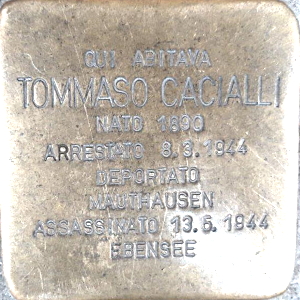 QUI ABITAVA
TOMMASO CACIALLI
NATO 1890
ARRESTATO 8.3.1944
DEPORTATO
MAUTHAUSEN
ASSASSINATO 13.5.1944
EBENSEE